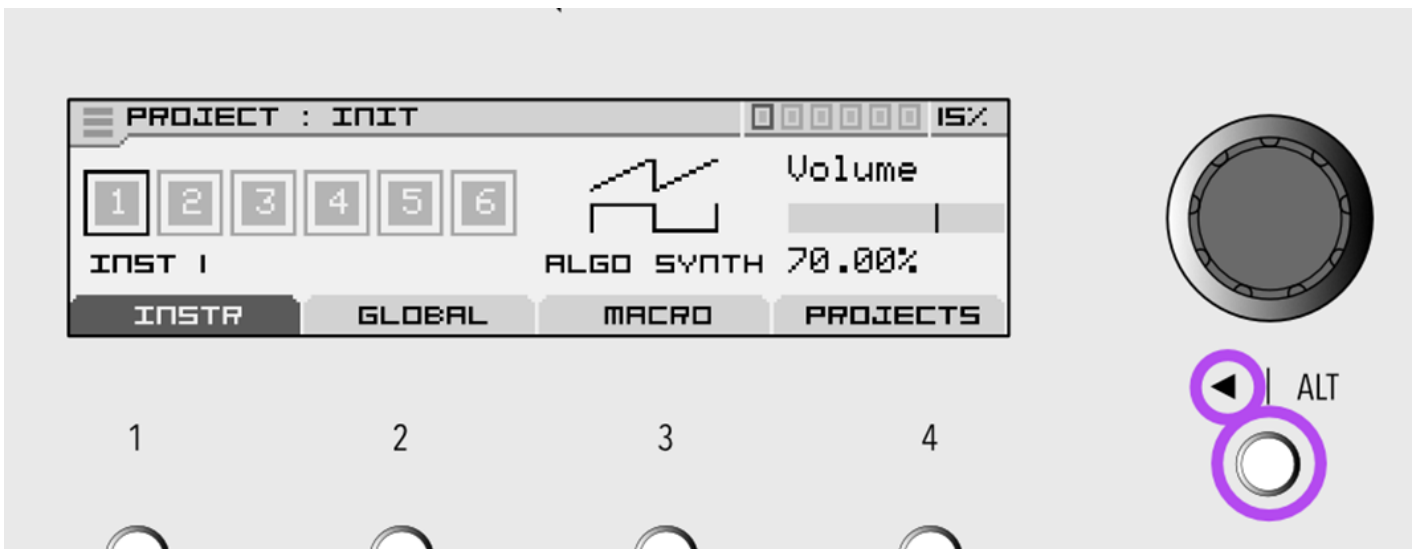 PROJECT : INIT 15%
1 2 3 4 5 6
Volume
INST 1 ALGO SYNTH 70.00%
INSTR GLOBAL MACRO PROJECTS
◀ | ALT
1 2 3 4